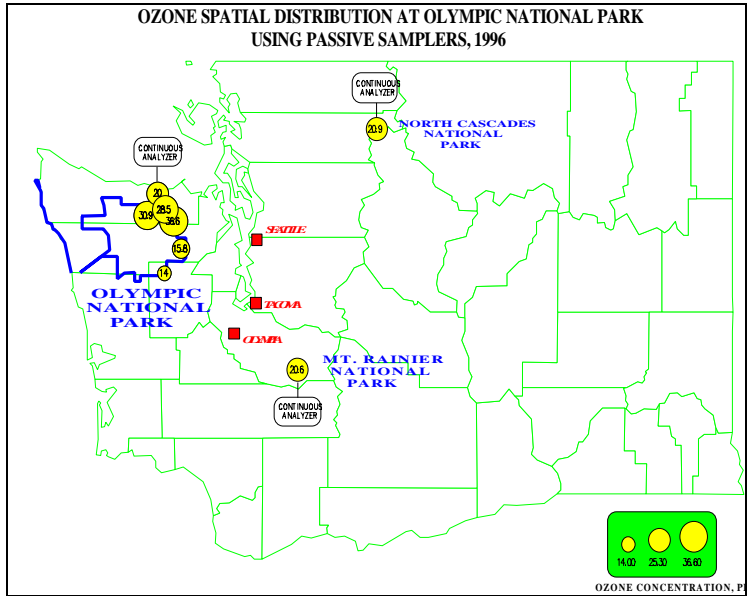 OZONE SPATIAL DISTRIBUTION AT OLYMPIC NATIONAL PARK
USING PASSIVE SAMPLERS, 1996
CONTINUOUS
ANALYZER
20.9
NORTH CASCADES
NATIONAL
PARK
CONTINUOUS
ANALYZER
20
28.5
30.9
36.6
15.8
14
SEATTLE
OLYMPIC
NATIONAL
PARK
TACOMA
OLYMPIA
MT. RAINIER
NATIONAL
PARK
20.6
CONTINUOUS
ANALYZER
14.00
25.30
36.60
OZONE CONCENTRATION,